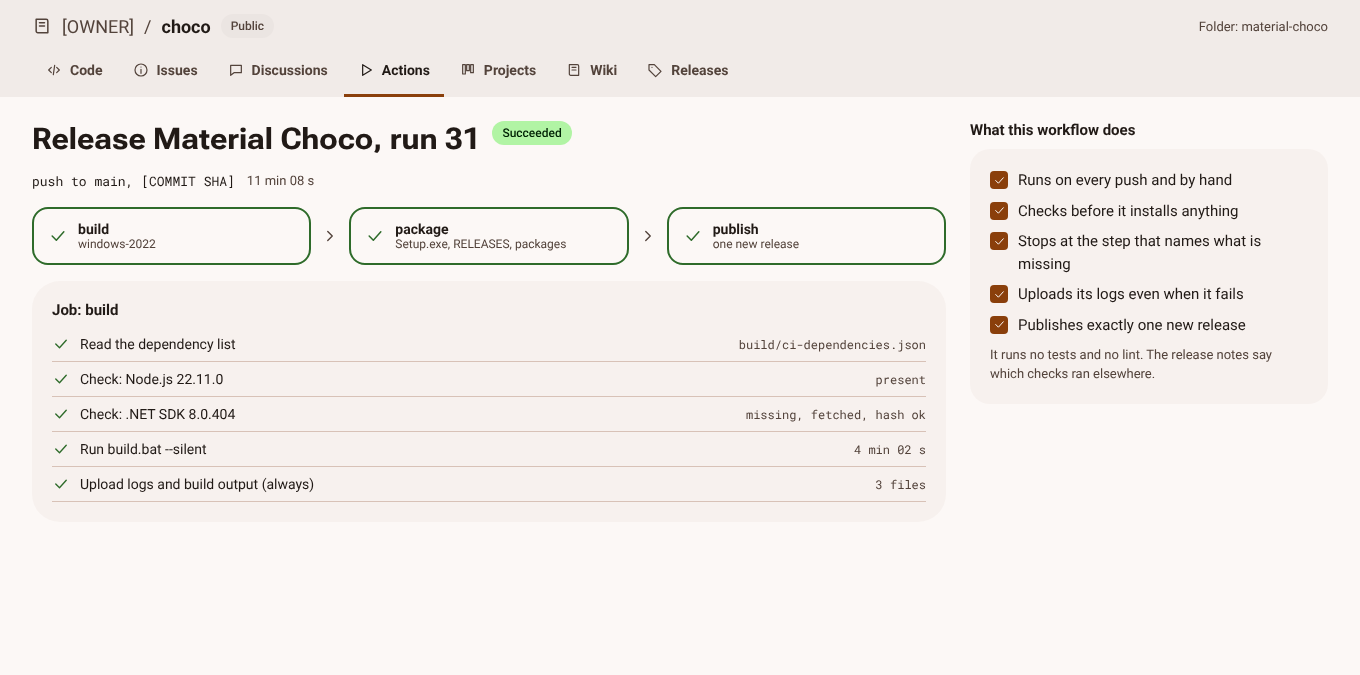 [OWNER] / choco Public
Folder: material-choco
Code Issues Discussions Actions Projects Wiki Releases
Release Material Choco, run 31 Succeeded
push to main, [COMMIT SHA] 11 min 08 s
build
windows-2022
package
Setup.exe, RELEASES, packages
publish
one new release
Job: build
Read the dependency list build/ci-dependencies.json
Check: Node.js 22.11.0 present
Check: .NET SDK 8.0.404 missing, fetched, hash ok
Run build.bat --silent 4 min 02 s
Upload logs and build output (always) 3 files
What this workflow does
Runs on every push and by hand
Checks before it installs anything
Stops at the step that names what is
missing
Uploads its logs even when it fails
Publishes exactly one new release
It runs no tests and no lint. The release notes say
which checks ran elsewhere.